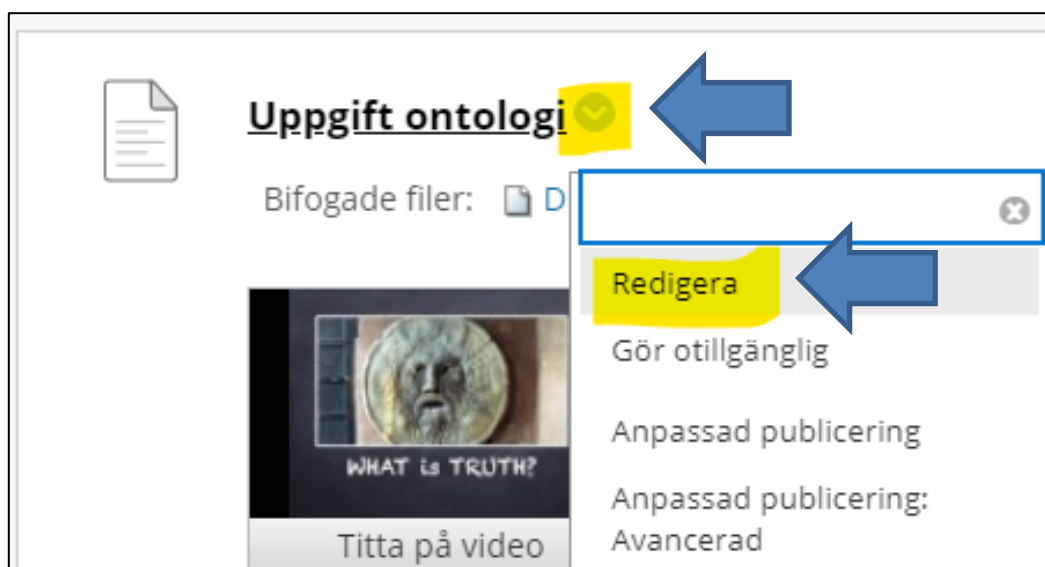 Uppgift ontologi
Bifogade filer: D
Redigera
Gör otillgänglig
Anpassad publicering
Anpassad publicering:
Avancerad
WHAT is TRUTH?
Titta på video